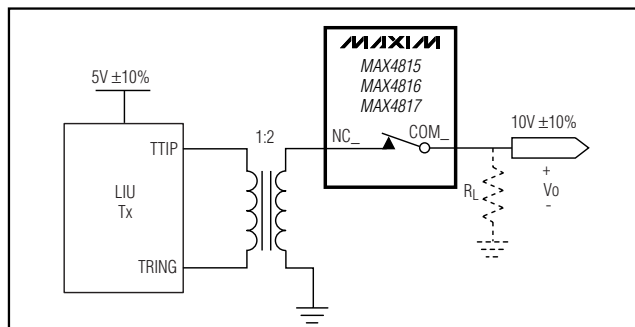 MAXIM
MAX4815
MAX4816
MAX4817
5V ±10%
TTIP
LIU
Tx
TRING
1:2
NC_
COM_
10V ±10%
+
Vo
-
RL